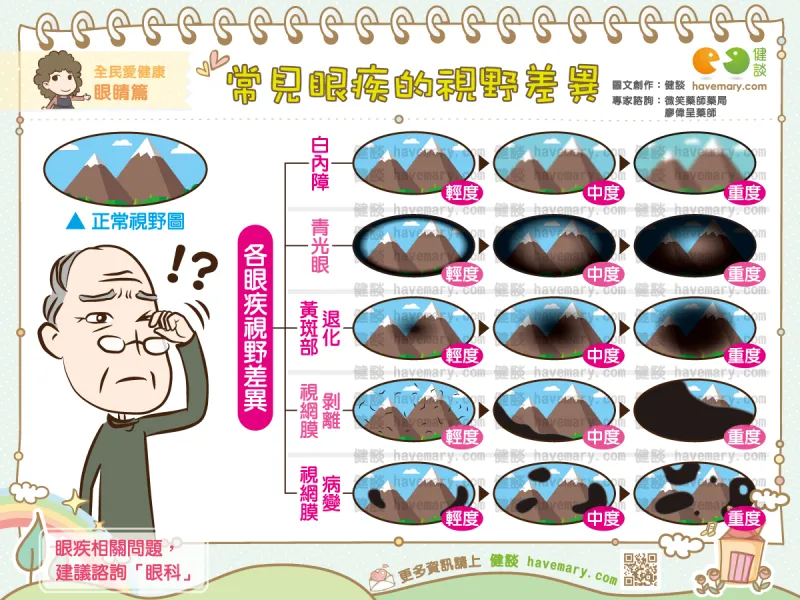 全民愛健康
眼睛篇
常見眼疾的視野差異
健談
havemary.com
圖文創作：健談
專家諮詢：微笑藥師藥局
廖偉呈藥師
▲ 正常視野圖
!?
各眼疾視野差異
白內障
輕度
中度
重度
青光眼
輕度
中度
重度
黃斑部
退化
輕度
中度
重度
視網膜
剝離
輕度
中度
重度
視網膜
病變
輕度
中度
重度
健談 havemary.com
眼疾相關問題，
建議諮詢「眼科」
更多資訊請上 健談 havemary.com